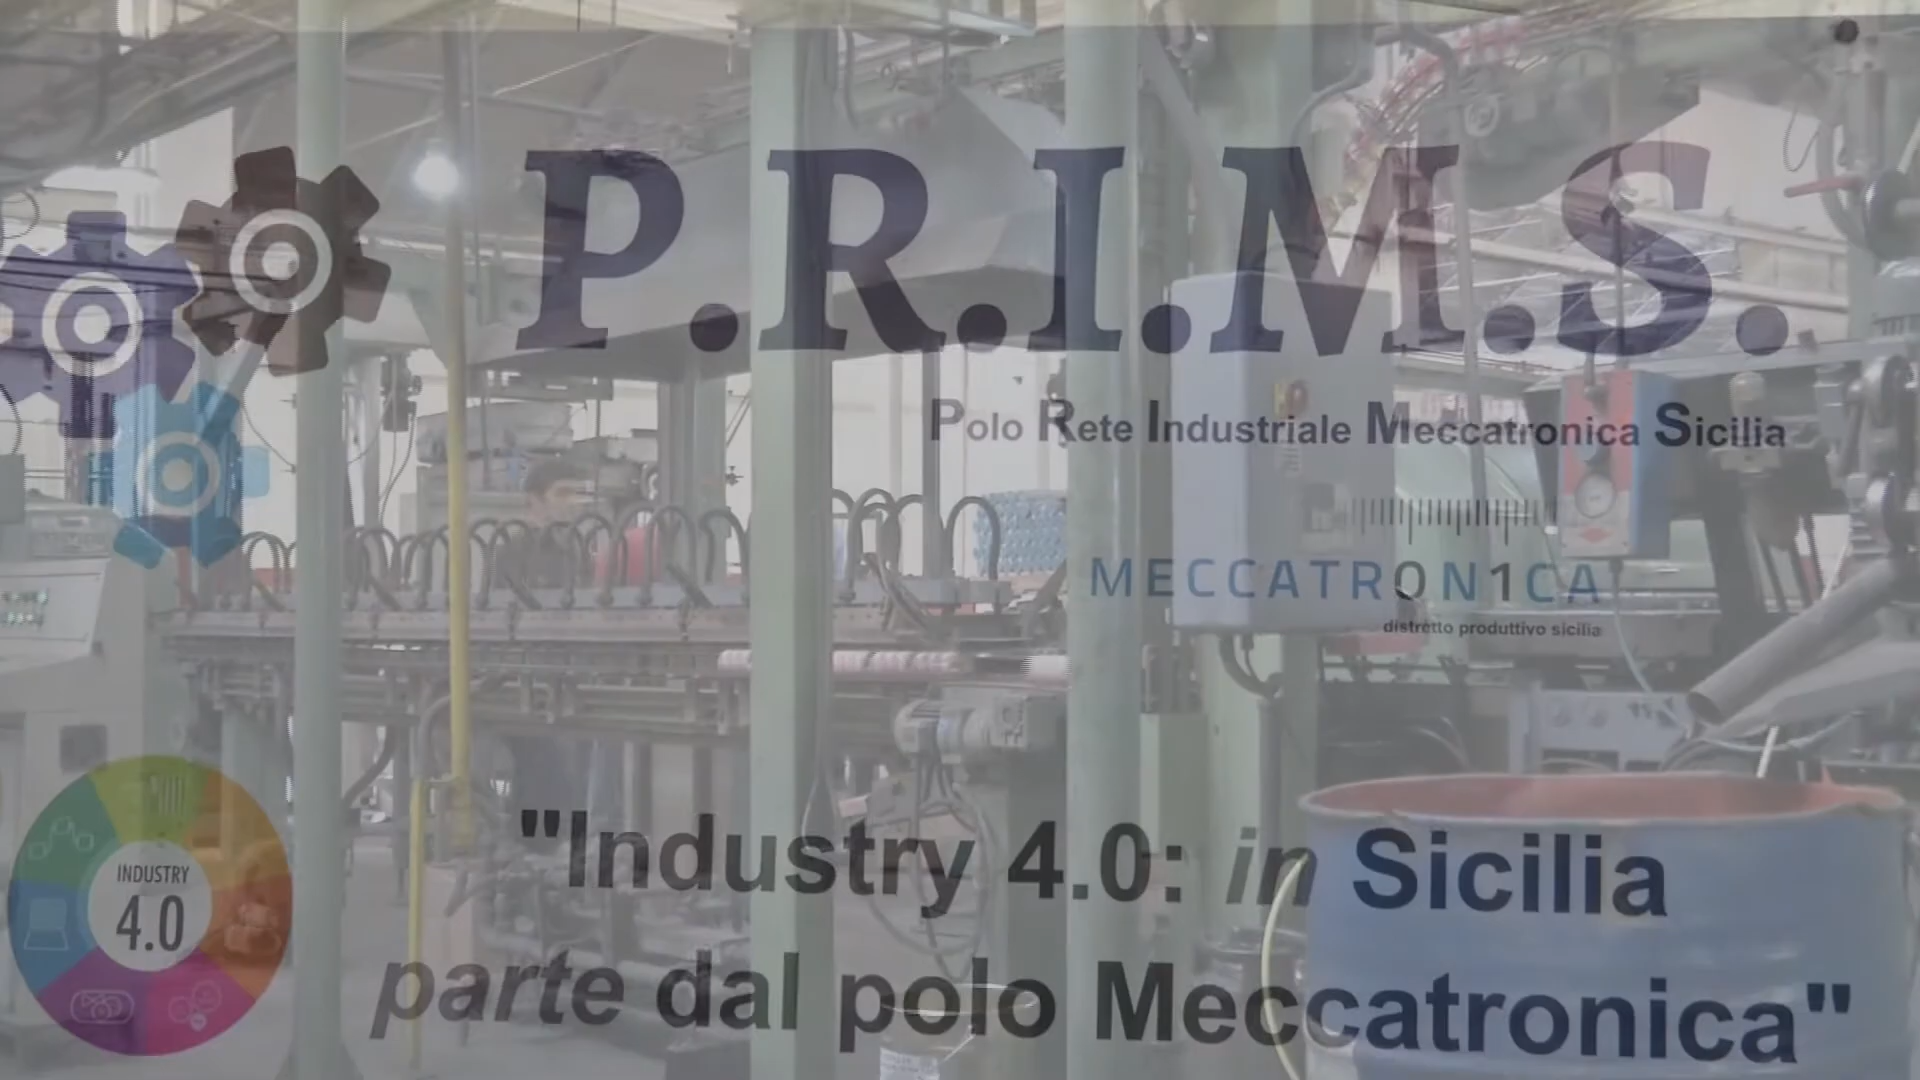 P.R.I.M.S.
Polo Rete Industriale Meccatronica Sicilia
MECCATRON1CA
distretto produttivo sicilia
INDUSTRY
4.0
"Industry 4.0: in Sicilia
parte dal polo Meccatronica"